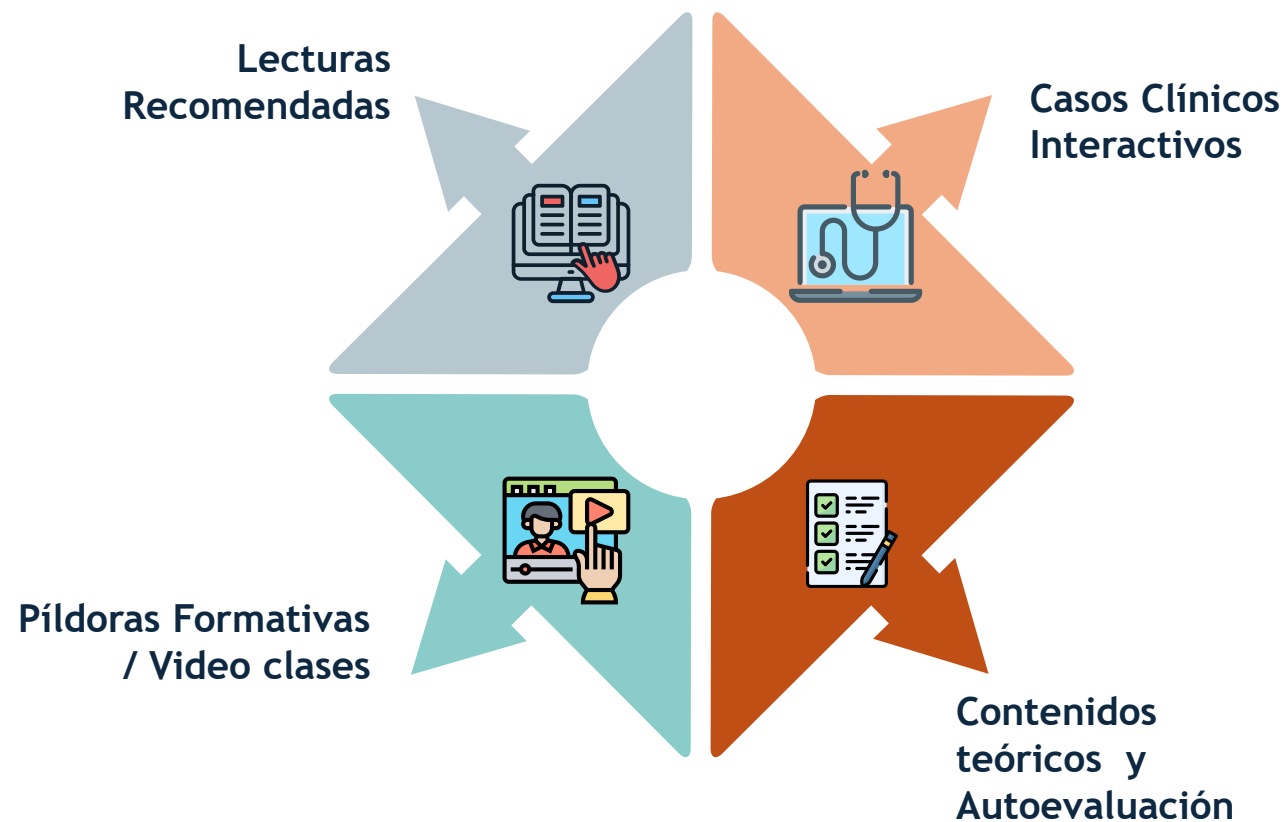 Lecturas
Recomendadas
Casos Clínicos
Interactivos
Píldoras Formativas
/ Video clases
Contenidos
teóricos y
Autoevaluación